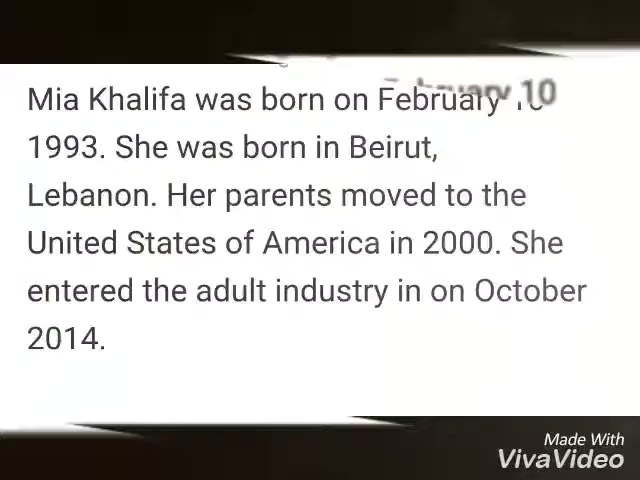 Mia Khalifa was born on February 10
1993. She was born in Beirut,
Lebanon. Her parents moved to the
United States of America in 2000. She
entered the adult industry in on October
2014.
Made With
VivaVideo